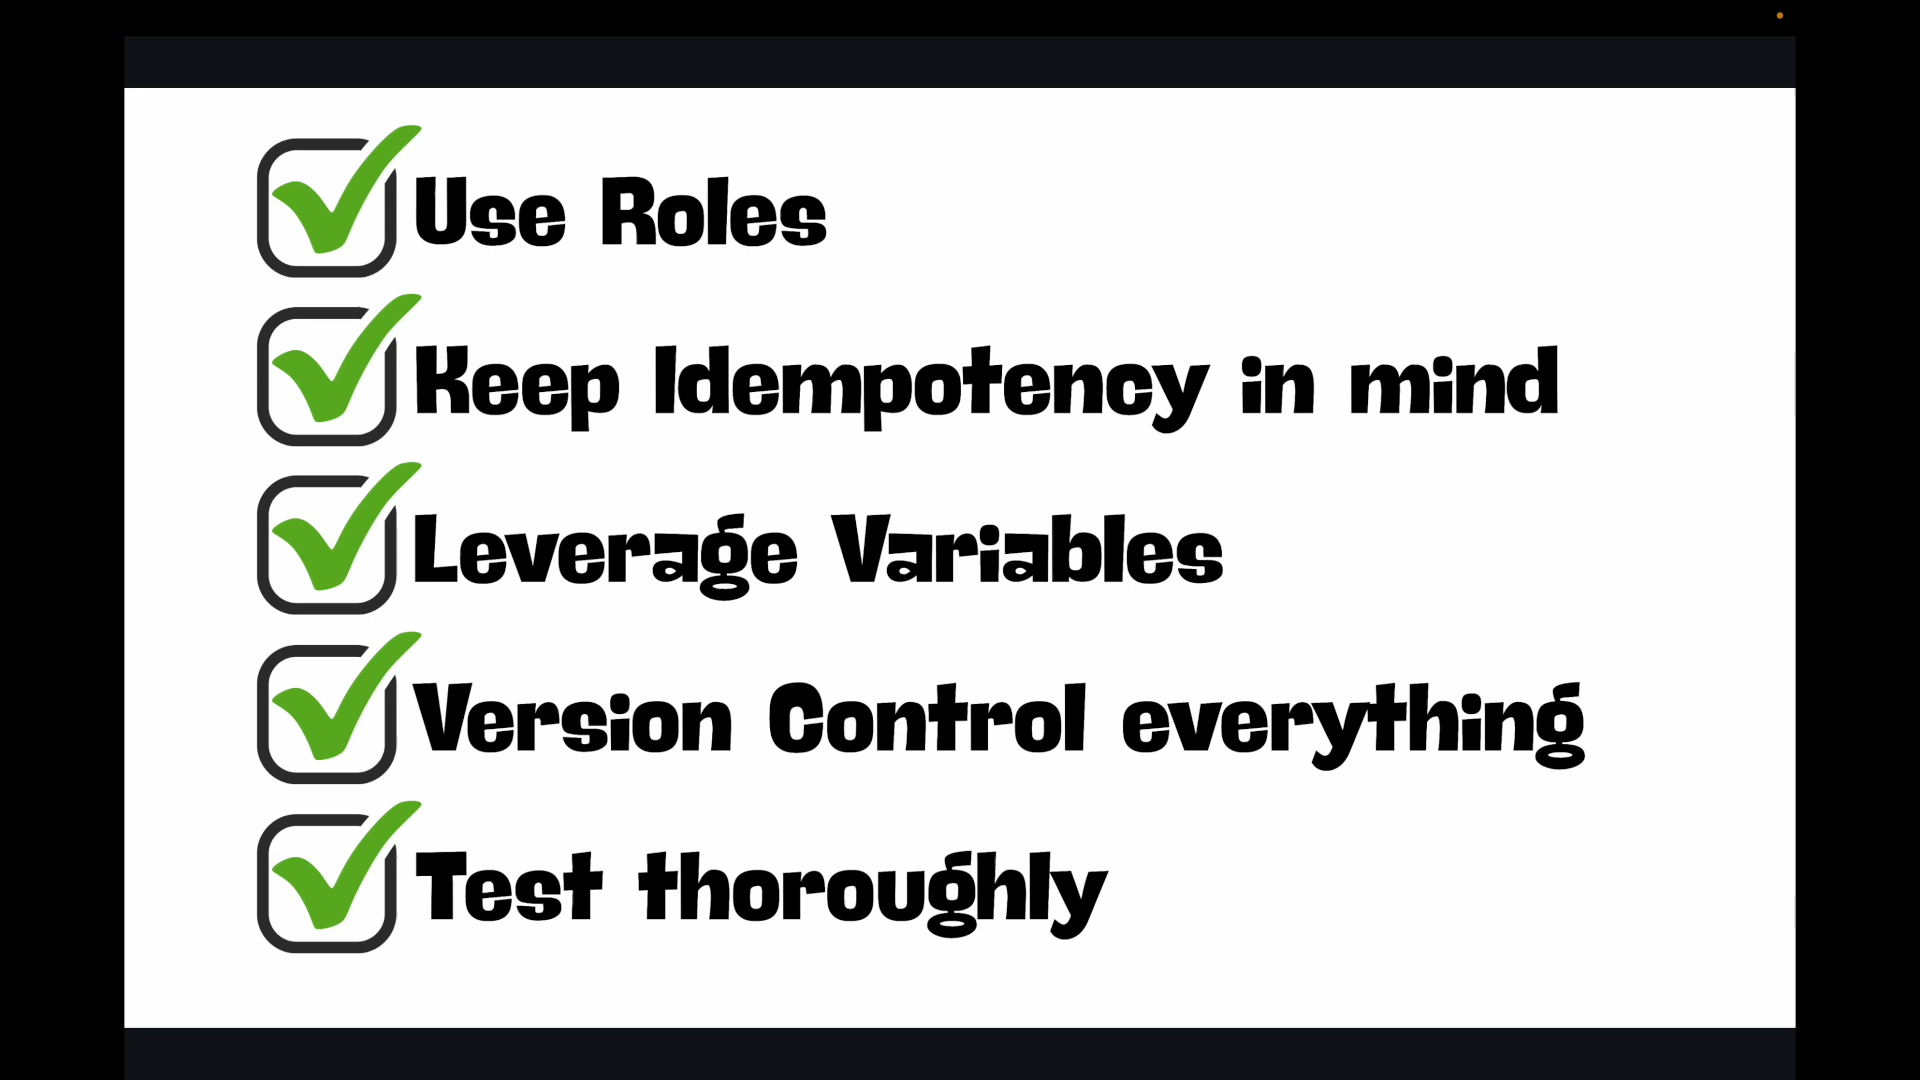 Use Roles
Keep Idempotency in mind
Leverage Variables
Version Control everything
Test thoroughly